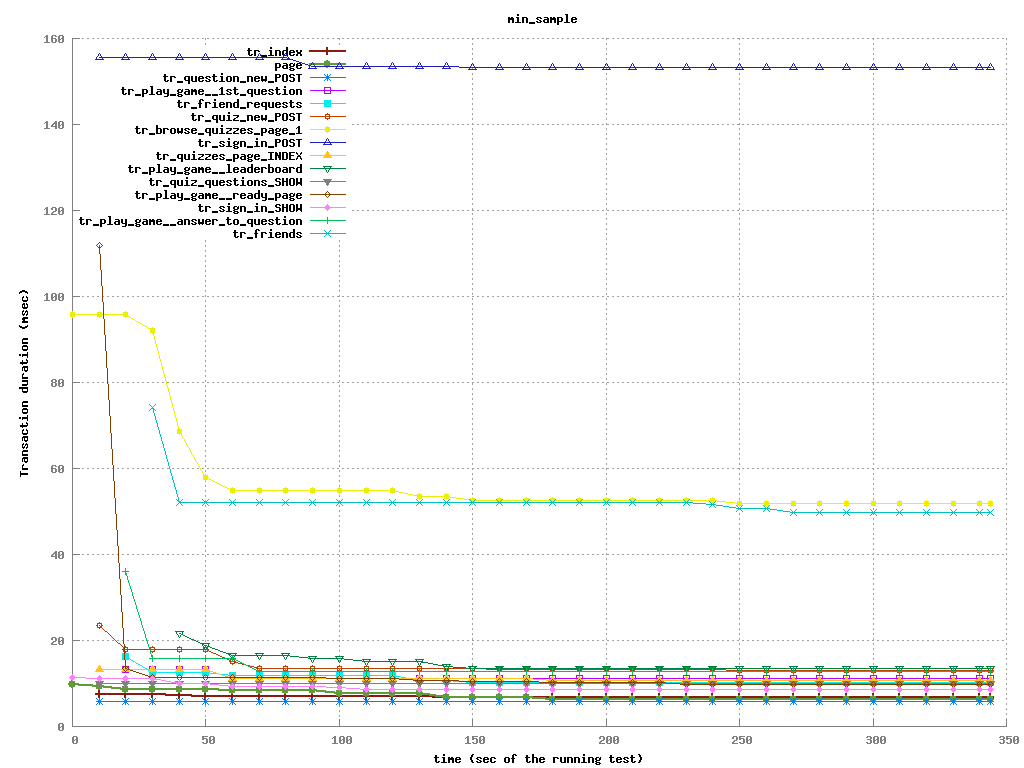 min_sample
160
140
120
100
80
60
40
20
0
Transaction duration (msec)
tr_index
page
tr_question_new_POST
tr_play_game__1st_question
tr_friend_requests
tr_quiz_new_POST
tr_browse_quizzes_page_1
tr_sign_in_POST
tr_quizzes_page_INDEX
tr_play_game__leaderboard
tr_quiz_questions_SHOW
tr_play_game__ready_page
tr_sign_in_SHOW
tr_play_game__answer_to_question
tr_friends
0 50 100 150 200 250 300 350
time (sec of the running test)